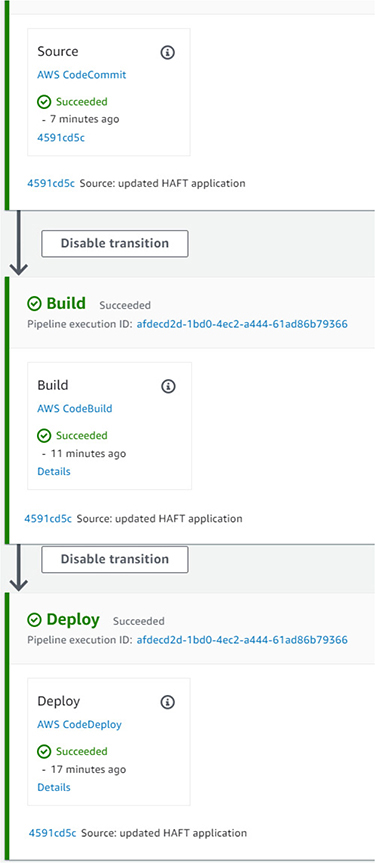 Source
AWS CodeCommit
Succeeded
- 7 minutes ago
4591cd5c
4591cd5c Source: updated HAFT application
Disable transition
Build Succeeded
Pipeline execution ID: afdecd2d-1bd0-4ec2-a444-61ad86b79366
Build
AWS CodeBuild
Succeeded
- 11 minutes ago
Details
4591cd5c Source: updated HAFT application
Disable transition
Deploy Succeeded
Pipeline execution ID: afdecd2d-1bd0-4ec2-a444-61ad86b79366
Deploy
AWS CodeDeploy
Succeeded
- 17 minutes ago
Details
4591cd5c Source: updated HAFT application